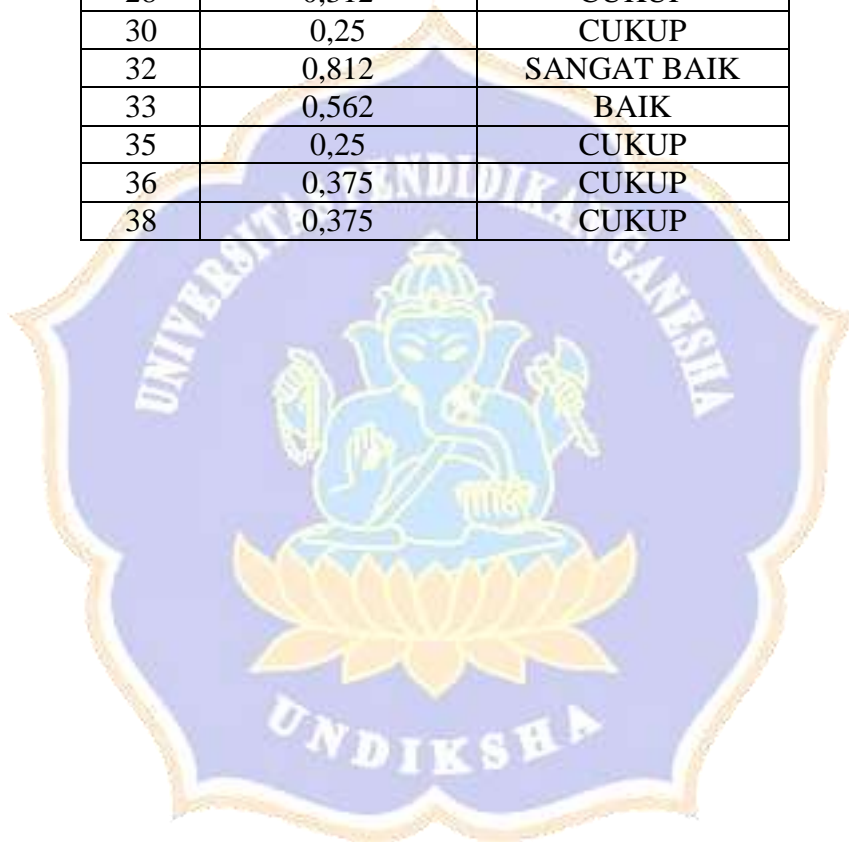 30 0,25 CUKUP
32 0,812 SANGAT BAIK
33 0,562 BAIK
35 0,25 CUKUP
36 0,375 CUKUP
38 0,375 CUKUP
UNIVERSITAS PENDIDIKAN GANESHA
UNDIKSHA